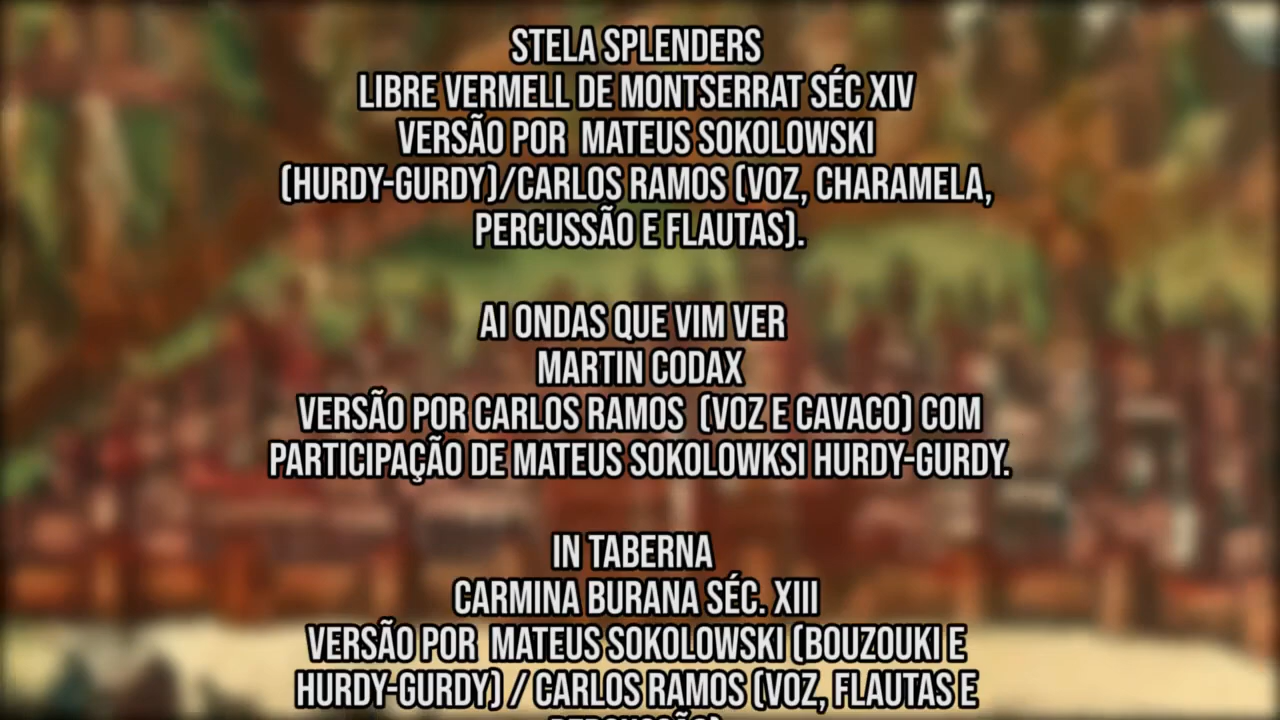 STELA SPLENDERS
LIBRE VERMELL DE MONTSERRAT SÉC XIV
VERSÃO POR MATEUS SOKOLOWSKI
(HURDY-GURDY)/CARLOS RAMOS (VOZ, CHARAMELA,
PERCUSSÃO E FLAUTAS).
AI ONDAS QUE VIM VER
MARTIN CODAX
VERSÃO POR CARLOS RAMOS (VOZ E CAVACO) COM
PARTICIPAÇÃO DE MATEUS SOKOLOWKSI HURDY-GURDY.
IN TABERNA
CARMINA BURANA SÉC. XIII
VERSÃO POR MATEUS SOKOLOWSKI (BOUZOUKI E
HURDY-GURDY) / CARLOS RAMOS (VOZ, FLAUTAS E